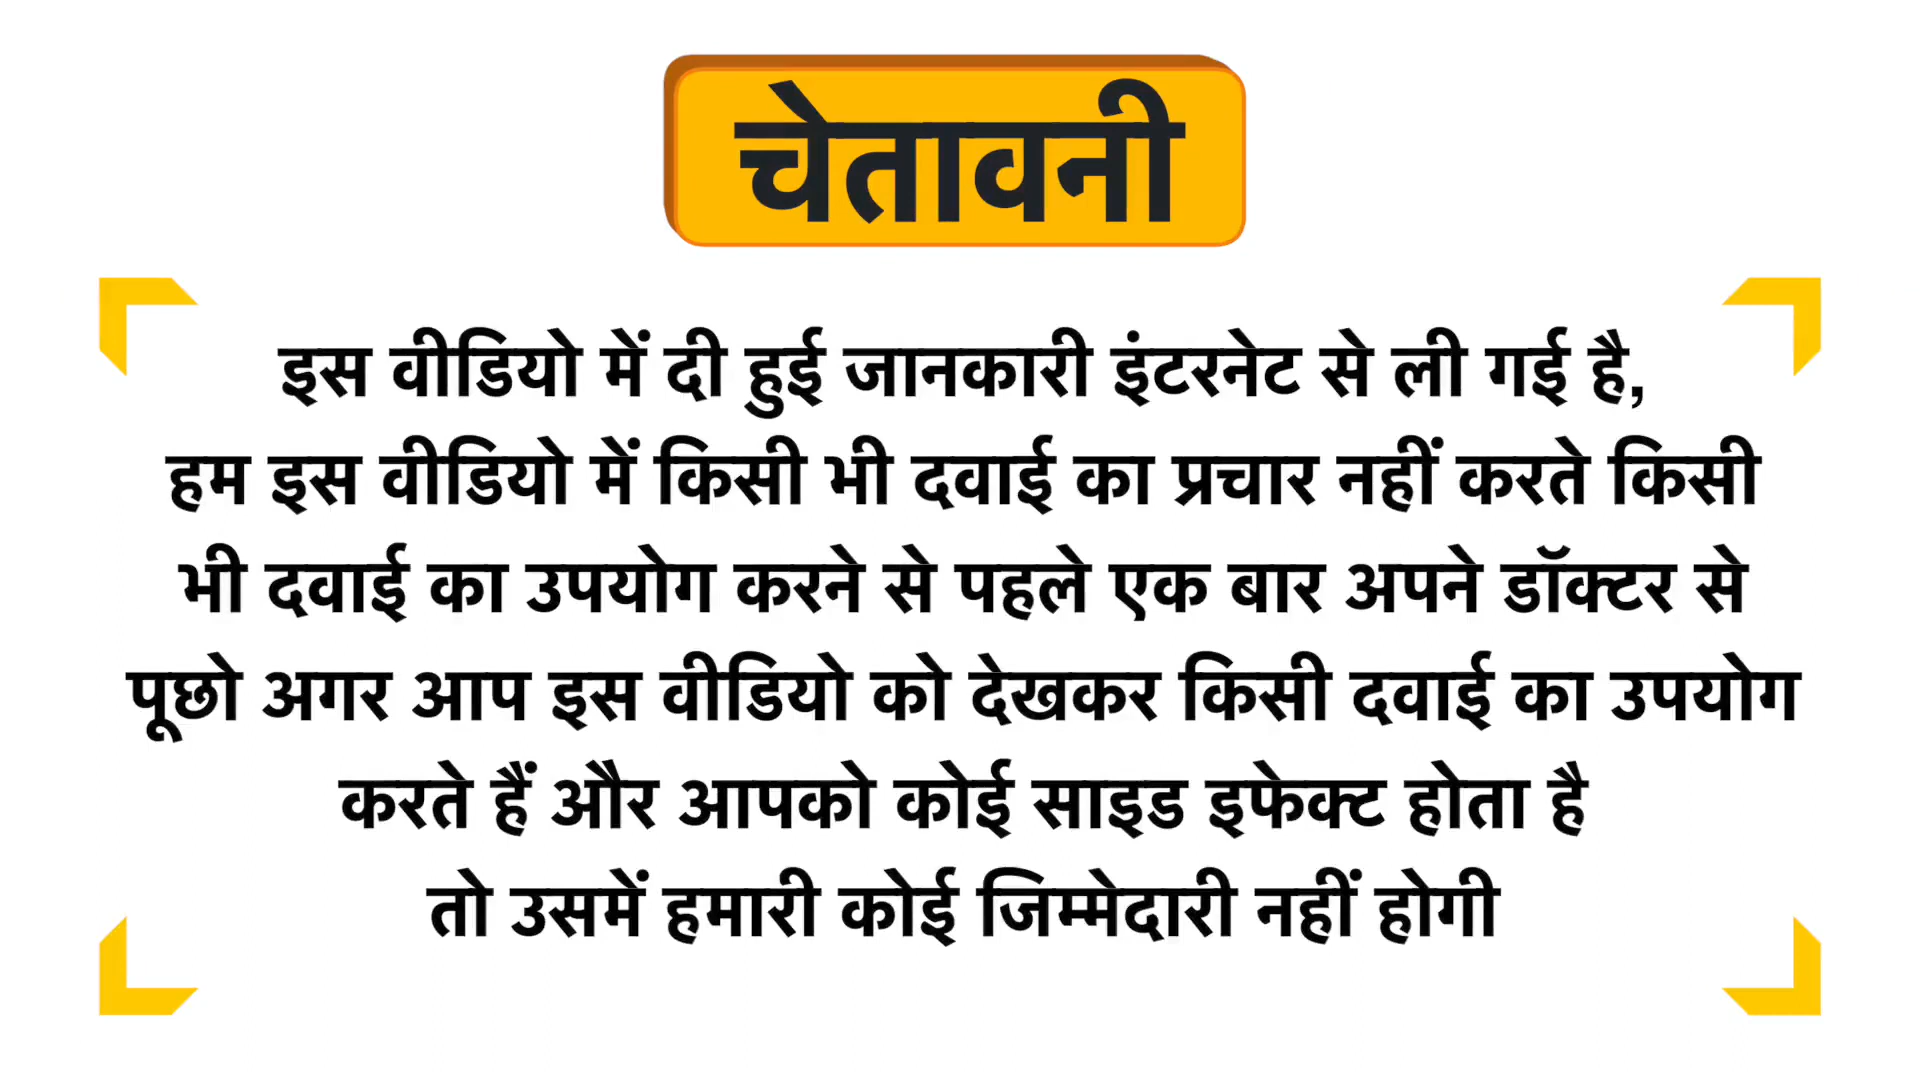 चेतावनी
इस वीडियो में दी हुई जानकारी इंटरनेट से ली गई है,
हम इस वीडियो में किसी भी दवाई का प्रचार नहीं करते किसी
भी दवाई का उपयोग करने से पहले एक बार अपने डॉक्टर से
पूछो अगर आप इस वीडियो को देखकर किसी दवाई का उपयोग
करते हैं और आपको कोई साइड इफेक्ट होता है
तो उसमें हमारी कोई जिम्मेदारी नहीं होगी